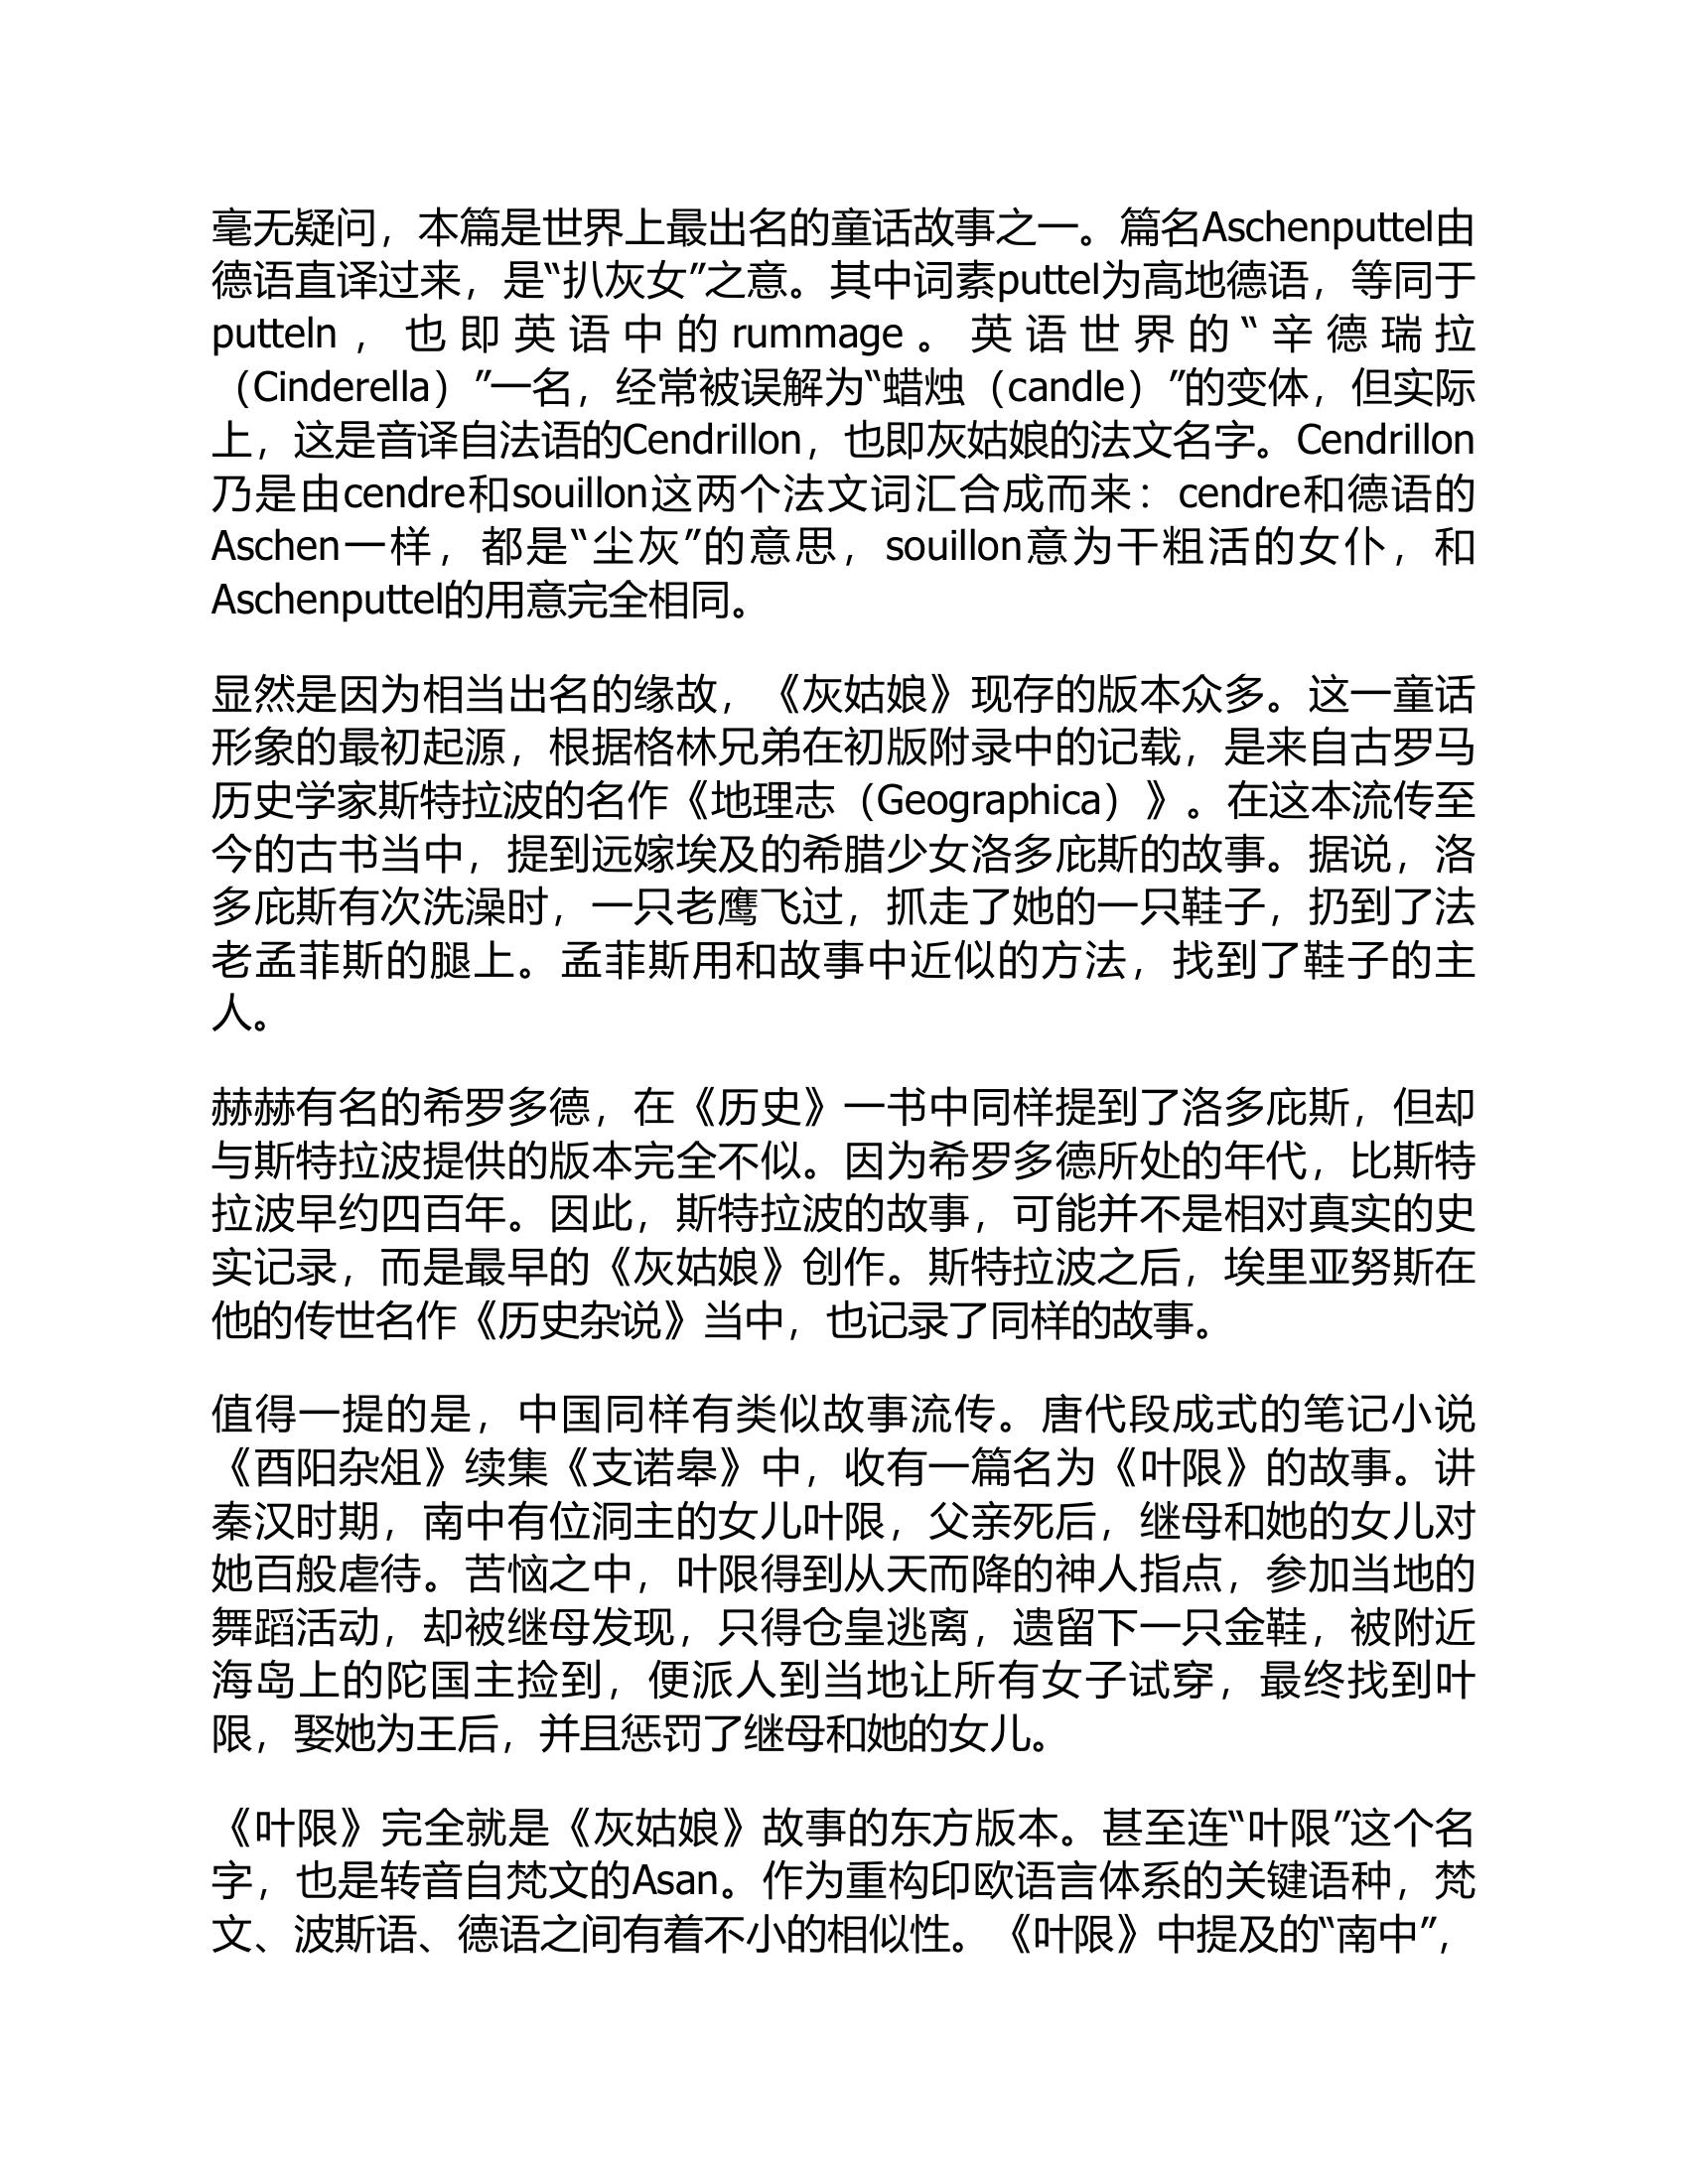 毫无疑问，本篇是世界上最出名的童话故事之一。篇名Aschenputtel由
德语直译过来，是“扒灰女”之意。其中词素puttel为高地德语，等同于
putteln，也即英语中的rummage。英语世界的“辛德瑞拉
（Cinderella）”一名，经常被误解为“蜡烛（candle）”的变体，但实际
上，这是音译自法语的Cendrillon，也即灰姑娘的法文名字。Cendrillon
乃是由cendre和souillon这两个法文词汇合成而来：cendre和德语的
Aschen一样，都是“尘灰”的意思，souillon意为干粗活的女仆，和
Aschenputtel的用意完全相同。
显然是因为相当出名的缘故，《灰姑娘》现存的版本众多。这一童话
形象的最初起源，根据格林兄弟在初版附录中的记载，是来自古罗马
历史学家斯特拉波的名作《地理志（Geographica）》。在这本流传至
今的古书当中，提到远嫁埃及的希腊少女洛多庇斯的故事。据说，洛
多庇斯有次洗澡时，一只老鹰飞过，抓走了她的一只鞋子，扔到了法
老孟菲斯的腿上。孟菲斯用和故事中近似的方法，找到了鞋子的主
人。
赫赫有名的希罗多德，在《历史》一书中同样提到了洛多庇斯，但却
与斯特拉波提供的版本完全不似。因为希罗多德所处的年代，比斯特
拉波早约四百年。因此，斯特拉波的故事，可能并不是相对真实的史
实记录，而是最早的《灰姑娘》创作。斯特拉波之后，埃里亚努斯在
他的传世名作《历史杂说》当中，也记录了同样的故事。
值得一提的是，中国同样有类似故事流传。唐代段成式的笔记小说
《酉阳杂俎》续集《支诺皋》中，收有一篇名为《叶限》的故事。讲
秦汉时期，南中有位洞主的女儿叶限，父亲死后，继母和她的女儿对
她百般虐待。苦恼之中，叶限得到从天而降的神人指点，参加当地的
舞蹈活动，却被继母发现，只得仓皇逃离，遗留下一只金鞋，被附近
海岛上的陀国主捡到，便派人到当地让所有女子试穿，最终找到叶
限，娶她为王后，并且惩罚了继母和她的女儿。
《叶限》完全就是《灰姑娘》故事的东方版本。甚至连“叶限”这个名
字，也是转音自梵文的Asan。作为重构印欧语言体系的关键语种，梵
文、波斯语、德语之间有着不小的相似性。《叶限》中提及的“南中”，